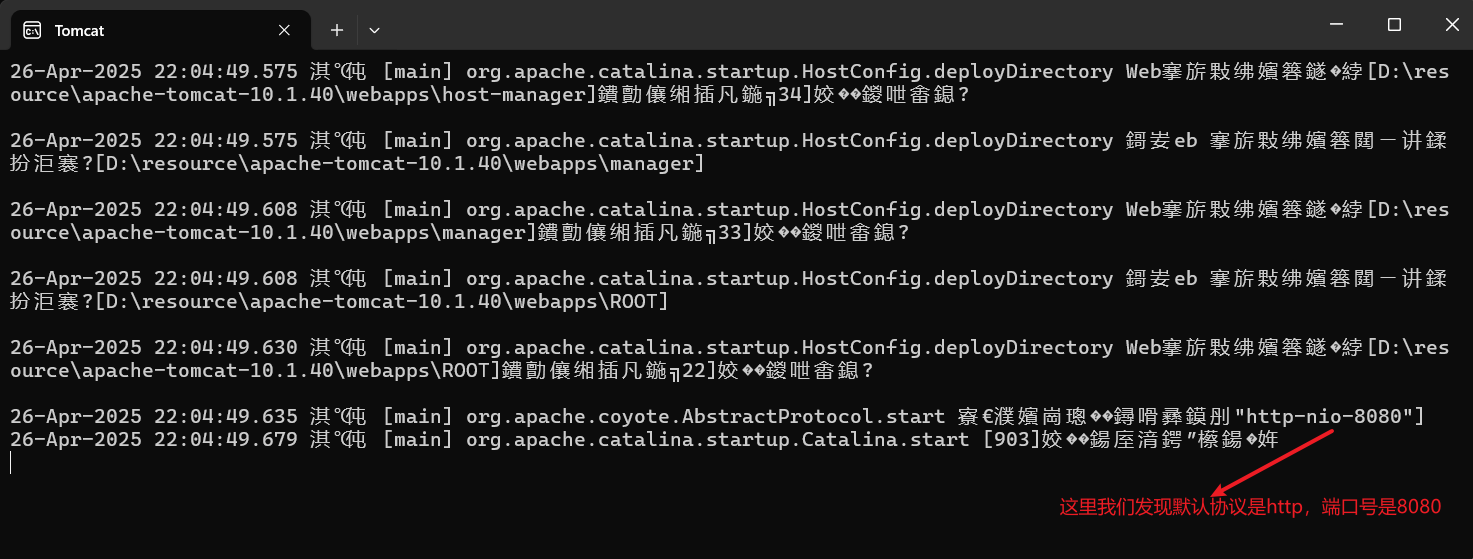 Tomcat
26-Apr-2025 22:04:49.575 淇℃伅 [main] org.apache.catalina.startup.HostConfig.deployDirectory Web搴旂敤绋嬪簭鐩�綍[D:\res
ource\apache-tomcat-10.1.40\webapps\host-manager]鐨勯儴缃插凡鍦╗34]姣��鍐呭畬鎴?
26-Apr-2025 22:04:49.575 淇℃伅 [main] org.apache.catalina.startup.HostConfig.deployDirectory 鎶妛eb 搴旂敤绋嬪簭閮ㄧ讲鍒
扮洰褰?[D:\resource\apache-tomcat-10.1.40\webapps\manager]
26-Apr-2025 22:04:49.608 淇℃伅 [main] org.apache.catalina.startup.HostConfig.deployDirectory Web搴旂敤绋嬪簭鐩�綍[D:\res
ource\apache-tomcat-10.1.40\webapps\manager]鐨勯儴缃插凡鍦╗33]姣��鍐呭畬鎴?
26-Apr-2025 22:04:49.608 淇℃伅 [main] org.apache.catalina.startup.HostConfig.deployDirectory 鎶妛eb 搴旂敤绋嬪簭閮ㄧ讲鍒
扮洰褰?[D:\resource\apache-tomcat-10.1.40\webapps\ROOT]
26-Apr-2025 22:04:49.630 淇℃伅 [main] org.apache.catalina.startup.HostConfig.deployDirectory Web搴旂敤绋嬪簭鐩�綍[D:\res
ource\apache-tomcat-10.1.40\webapps\ROOT]鐨勯儴缃插凡鍦╗22]姣��鍐呭畬鎴?
26-Apr-2025 22:04:49.635 淇℃伅 [main] org.apache.coyote.AbstractProtocol.start 寮€濮嬪崗璁��鐞嗗彞鏌刐"http-nio-8080"]
26-Apr-2025 22:04:49.679 淇℃伅 [main] org.apache.catalina.startup.Catalina.start [903]姣��鍚庢湇鍔″櫒鍚�姩
这里我们发现默认协议是http，端口号是8080